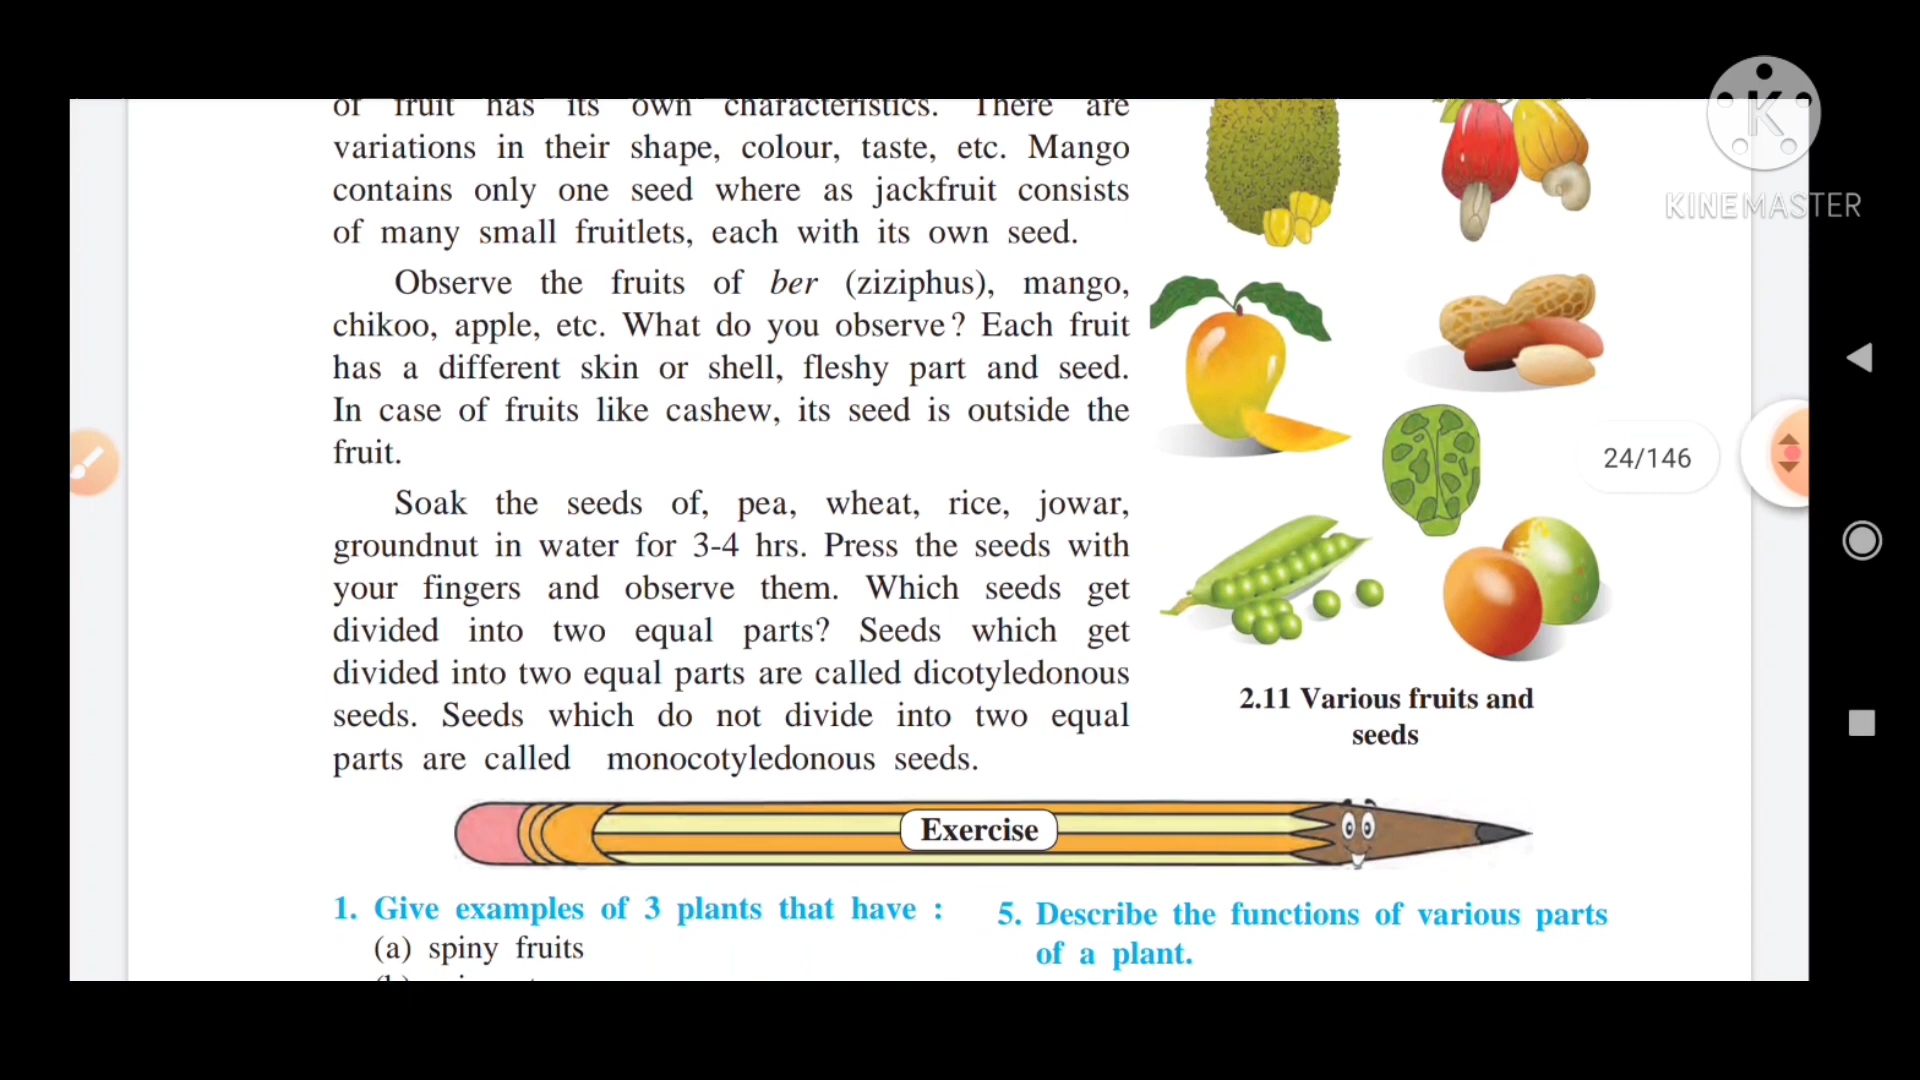 of fruit has its own characteristics. There are
variations in their shape, colour, taste, etc. Mango
contains only one seed where as jackfruit consists
of many small fruitlets, each with its own seed.
Observe the fruits of ber (ziziphus), mango,
chikoo, apple, etc. What do you observe? Each fruit
has a different skin or shell, fleshy part and seed.
In case of fruits like cashew, its seed is outside the
fruit.
Soak the seeds of, pea, wheat, rice, jowar,
groundnut in water for 3-4 hrs. Press the seeds with
your fingers and observe them. Which seeds get
divided into two equal parts? Seeds which get
divided into two equal parts are called dicotyledonous
seeds. Seeds which do not divide into two equal
parts are called monocotyledonous seeds.
2.11 Various fruits and
seeds
Exercise
1. Give examples of 3 plants that have :
(a) spiny fruits
5. Describe the functions of various parts
of a plant.
24/146
K
KINEMASTER